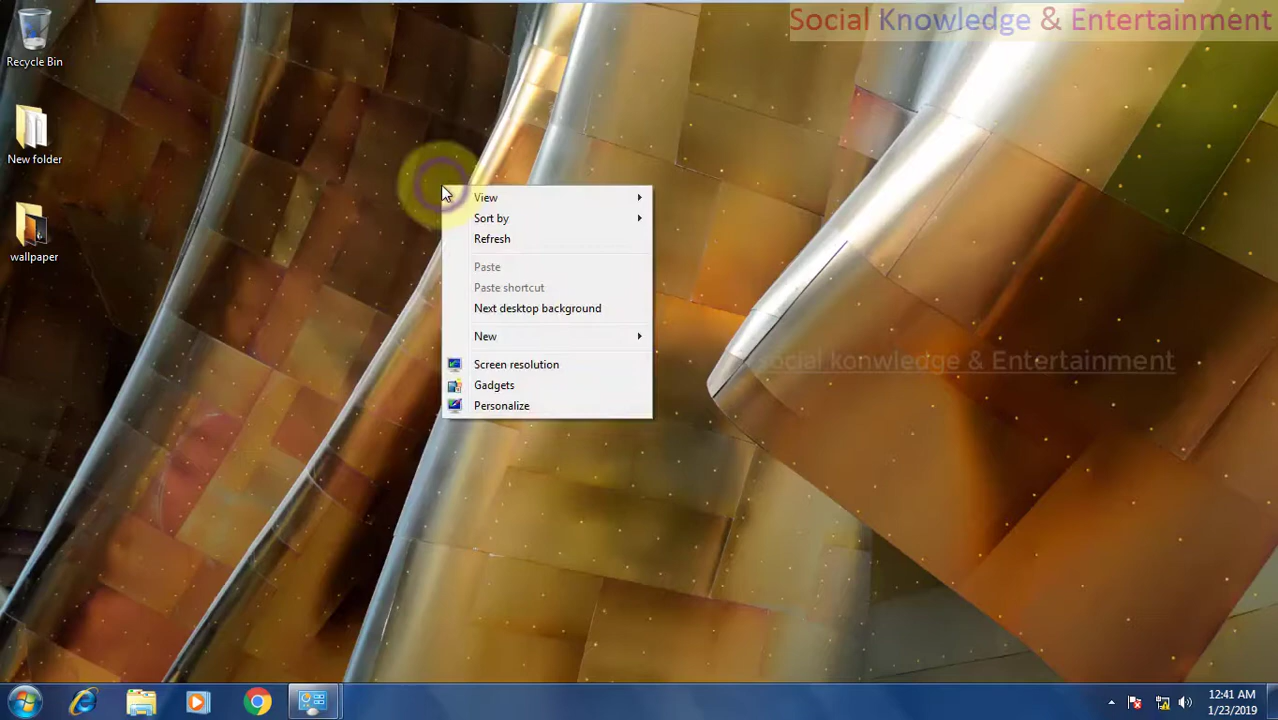 Social Knowledge & Entertainment
Recycle Bin
New folder
wallpaper
View
Sort by
Refresh
Paste
Paste shortcut
Next desktop background
New
Screen resolution
Gadgets
Personalize
Social konwledge & Entertainment
12:41 AM
1/23/2019